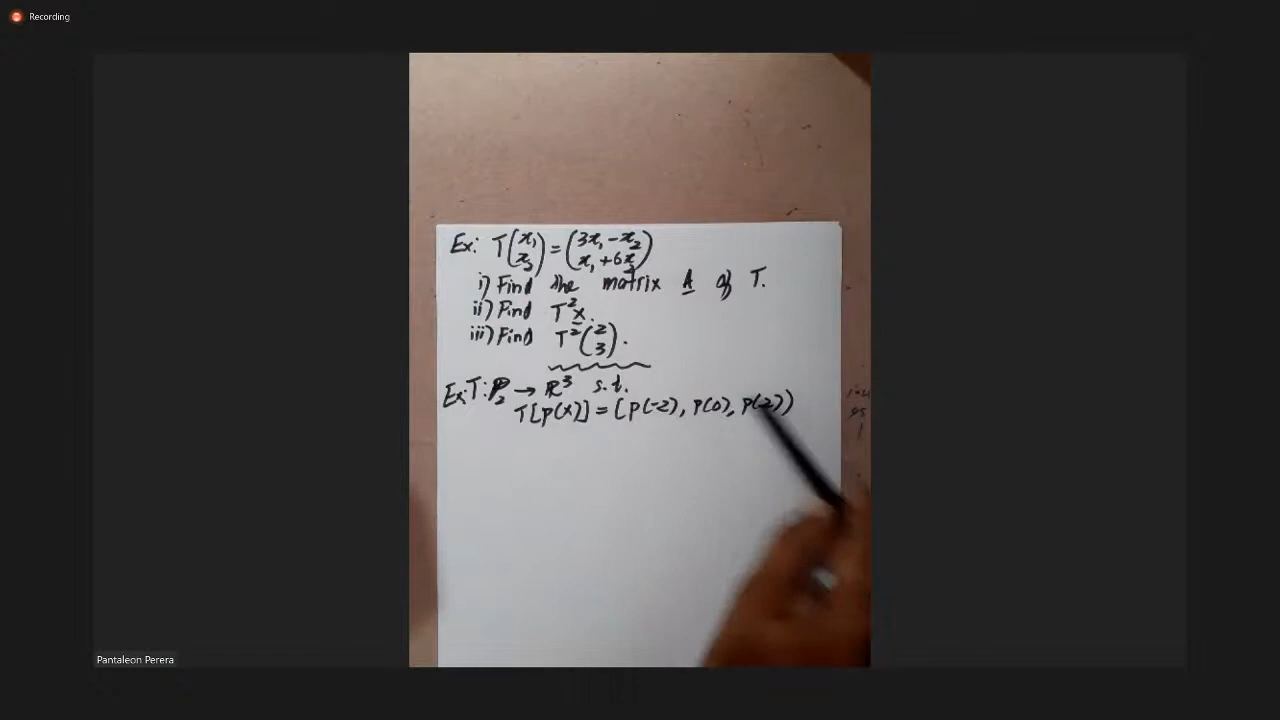 Recording
Ex: T(x₁ x₂) = (3x₁ - x₂ x₁ + 6x₂)
i) Find the matrix A of T.
ii) Find T²x.
iii) Find T²(2 3).
Ex: T: P₂ → R³ s.t.
T[p(x)] = (p(-2), p(0), p(2))
Pantaleon Perera